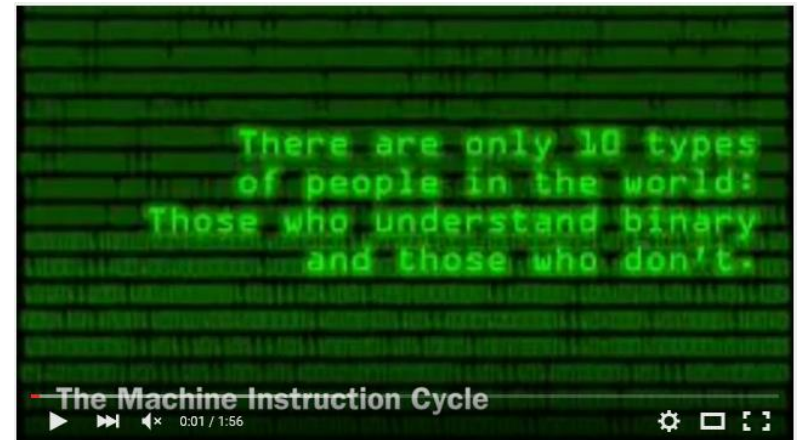 There are only 10 types
of people in the world:
Those who understand binary
and those who don't.
The Machine Instruction Cycle
0:01 / 1:56